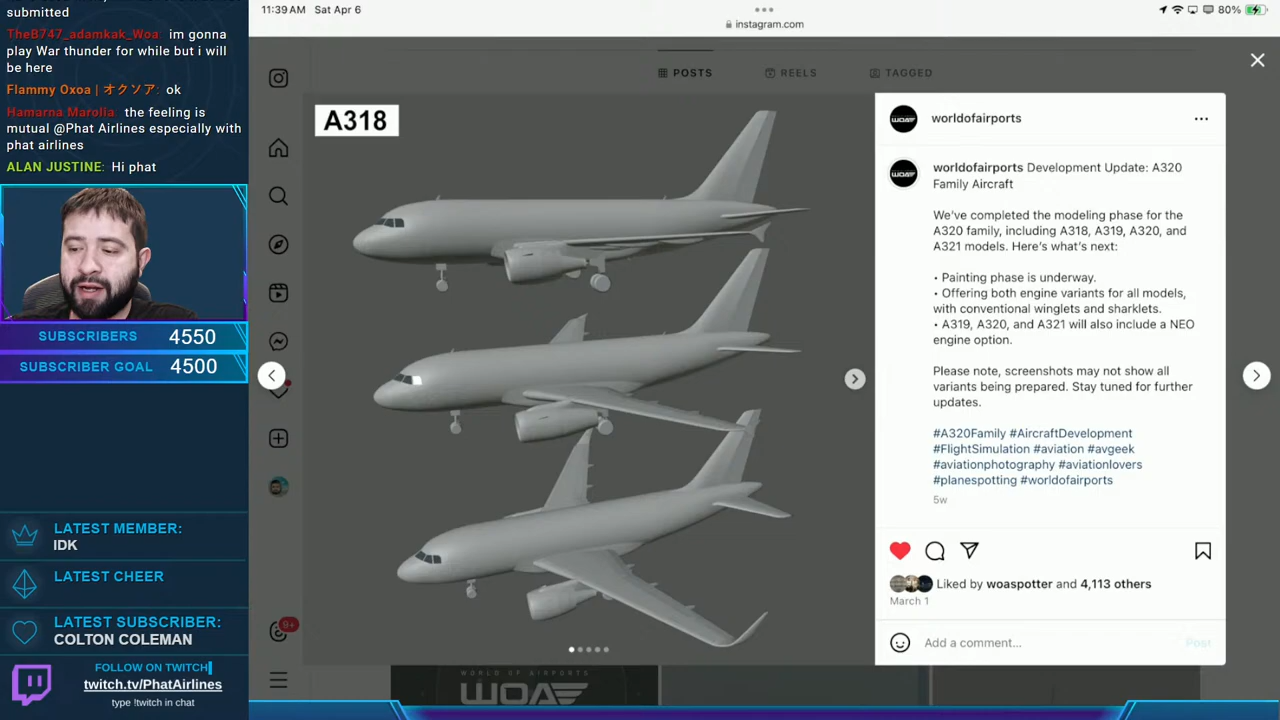 submitted
TheB747_adamkak_Woa: im gonna
play War thunder for while but i will
be here
Flammy Oxoa | オクソア: ok
Hamarna Marolla: the feeling is
mutual @Phat Airlines especially with
phat airlines
ALAN JUSTINE: Hi phat
SUBSCRIBERS 4550
SUBSCRIBER GOAL 4500
LATEST MEMBER:
IDK
LATEST CHEER
LATEST SUBSCRIBER:
COLTON COLEMAN
FOLLOW ON TWITCH
twitch.tv/PhatAirlines
type !twitch in chat
11:39AM Sat Apr 6
80%
instagram.com
POSTS REELS TAGGED
A318
9+
WORLD OF AIRPORTS
WOA
WOA
worldofairports
WOA
worldofairports Development Update: A320
Family Aircraft
We've completed the modeling phase for the
A320 family, including A318, A319, A320, and
A321 models. Here's what's next:
• Painting phase is underway.
• Offering both engine variants for all models,
with conventional winglets and sharklets.
• A319, A320, and A321 will also include a NEO
engine option.
Please note, screenshots may not show all
variants being prepared. Stay tuned for further
updates.
#A320Family #AircraftDevelopment
#FlightSimulation #aviation #avgeek
#aviationphotography #aviationlovers
#planespotting #worldofairports
5w
Liked by woaspotter and 4,113 others
March 1
Add a comment...
Post